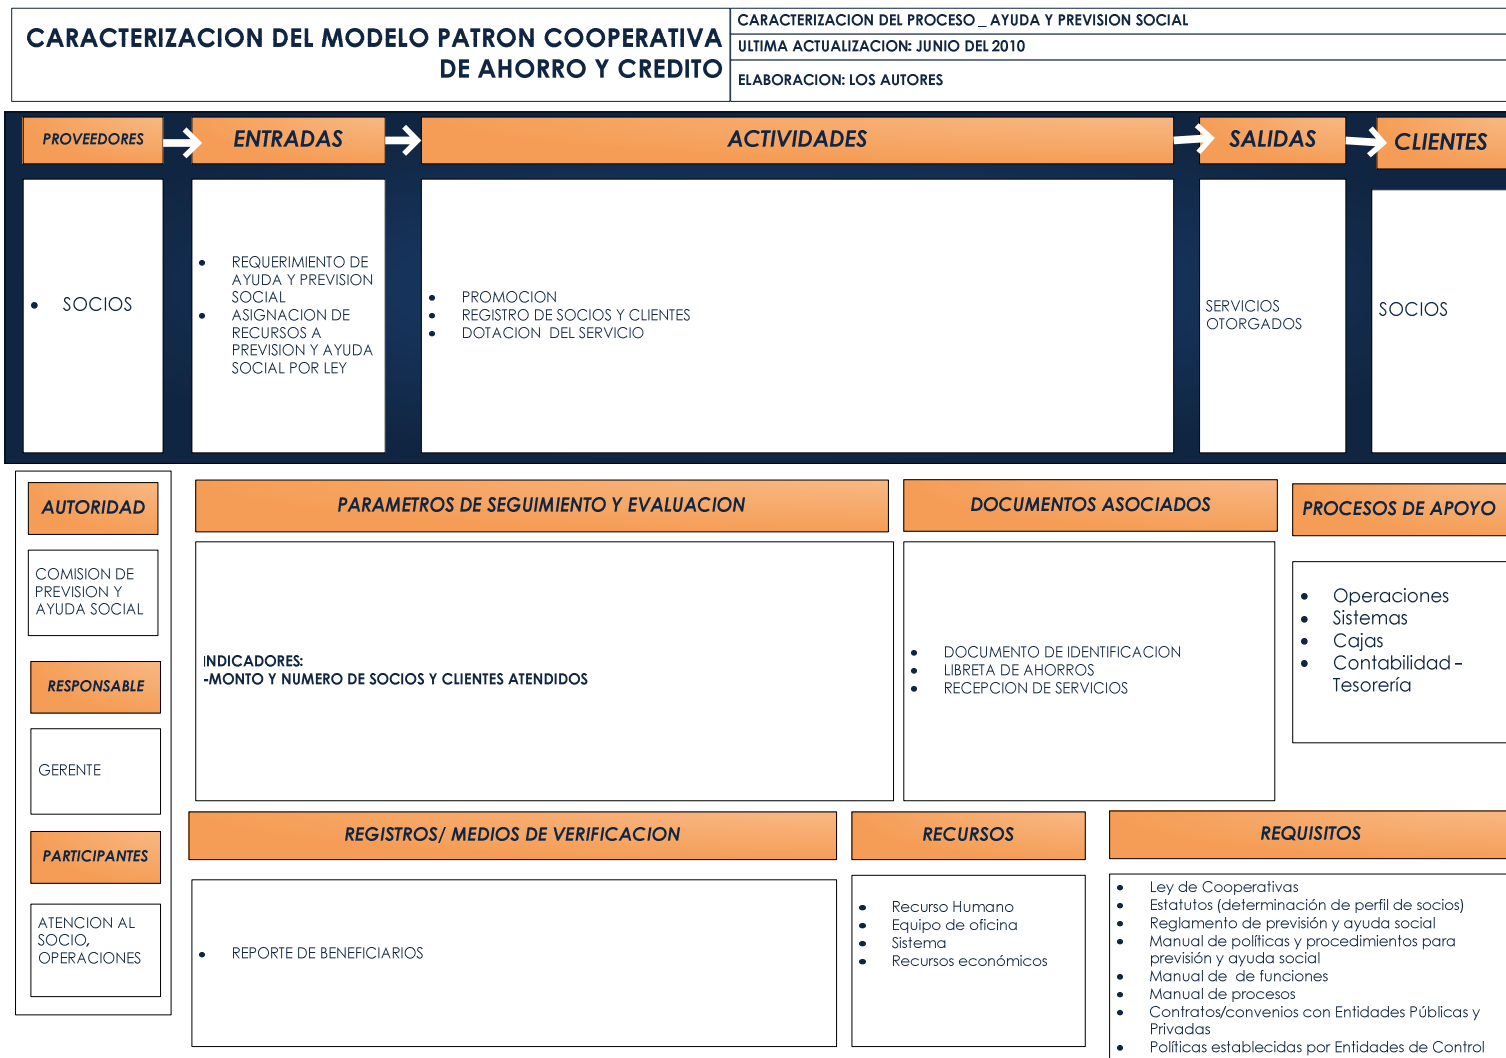 CARACTERIZACION DEL MODELO PATRON COOPERATIVA
DE AHORRO Y CREDITO
CARACTERIZACION DEL PROCESO _ AYUDA Y PREVISION SOCIAL
ULTIMA ACTUALIZACION: JUNIO DEL 2010
ELABORACION: LOS AUTORES
PROVEEDORES
ENTRADAS
ACTIVIDADES
SALIDAS
CLIENTES
• SOCIOS
• REQUERIMIENTO DE
AYUDA Y PREVISION
SOCIAL
• ASIGNACION DE
RECURSOS A
PREVISION Y AYUDA
SOCIAL POR LEY
• PROMOCION
• REGISTRO DE SOCIOS Y CLIENTES
• DOTACION DEL SERVICIO
SERVICIOS
OTORGADOS
SOCIOS
AUTORIDAD
COMISION DE
PREVISION Y
AYUDA SOCIAL
RESPONSABLE
GERENTE
PARTICIPANTES
ATENCION AL
SOCIO,
OPERACIONES
PARAMETROS DE SEGUIMIENTO Y EVALUACION
INDICADORES:
-MONTO Y NUMERO DE SOCIOS Y CLIENTES ATENDIDOS
DOCUMENTOS ASOCIADOS
• DOCUMENTO DE IDENTIFICACION
• LIBRETA DE AHORROS
• RECEPCION DE SERVICIOS
PROCESOS DE APOYO
• Operaciones
• Sistemas
• Cajas
• Contabilidad –
Tesorería
REGISTROS/ MEDIOS DE VERIFICACION
• REPORTE DE BENEFICIARIOS
RECURSOS
• Recurso Humano
• Equipo de oficina
• Sistema
• Recursos económicos
REQUISITOS
• Ley de Cooperativas
• Estatutos (determinación de perfil de socios)
• Reglamento de previsión y ayuda social
• Manual de políticas y procedimientos para
previsión y ayuda social
• Manual de de funciones
• Manual de procesos
• Contratos/convenios con Entidades Públicas y
Privadas
• Políticas establecidas por Entidades de Control